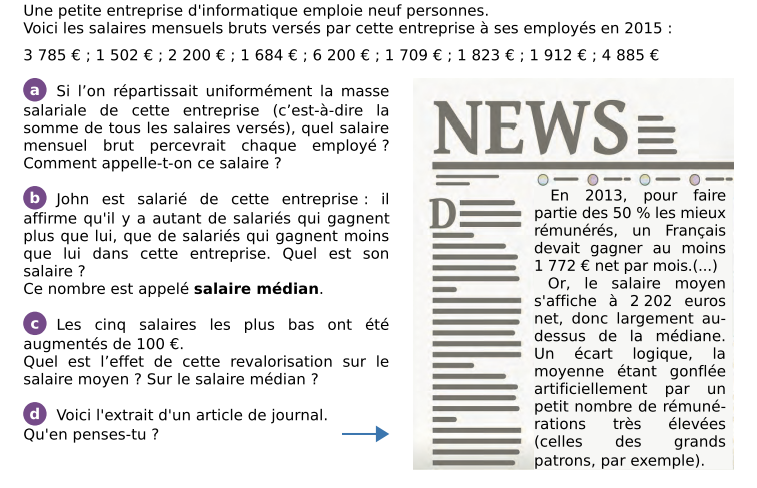 Une petite entreprise d'informatique emploie neuf personnes.
Voici les salaires mensuels bruts versés par cette entreprise à ses employés en 2015 :
3 785 € ; 1 502 € ; 2 200 € ; 1 684 € ; 6 200 € ; 1 709 € ; 1 823 € ; 1 912 € ; 4 885 €
a Si l’on répartissait uniformément la masse
salariale de cette entreprise (c’est-à-dire la
somme de tous les salaires versés), quel salaire
mensuel brut percevrait chaque employé ?
Comment appelle-t-on ce salaire ?
b John est salarié de cette entreprise : il
affirme qu'il y a autant de salariés qui gagnent
plus que lui, que de salariés qui gagnent moins
que lui dans cette entreprise. Quel est son
salaire ?
Ce nombre est appelé salaire médian.
c Les cinq salaires les plus bas ont été
augmentés de 100 €.
Quel est l’effet de cette revalorisation sur le
salaire moyen ? Sur le salaire médian ?
d Voici l'extrait d'un article de journal.
Qu'en penses-tu ?
NEWS
D
En 2013, pour faire
partie des 50 % les mieux
rémunérés, un Français
devait gagner au moins
1 772 € net par mois.(...)
Or, le salaire moyen
s'affiche à 2 202 euros
net, donc largement au-
dessus de la médiane.
Un écart logique, la
moyenne étant gonflée
artificiellement par un
petit nombre de rémuné-
rations très élevées
(celles des grands
patrons, par exemple).